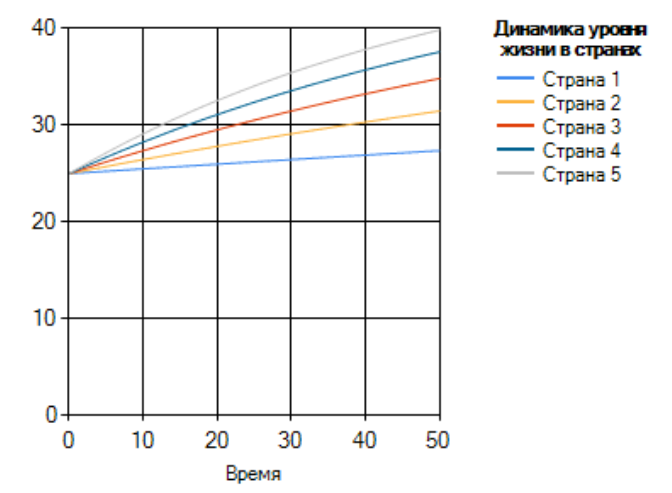 Динамика уровня
жизни в странах
Страна 1
Страна 2
Страна 3
Страна 4
Страна 5
40
30
20
10
0
0 10 20 30 40 50
Время